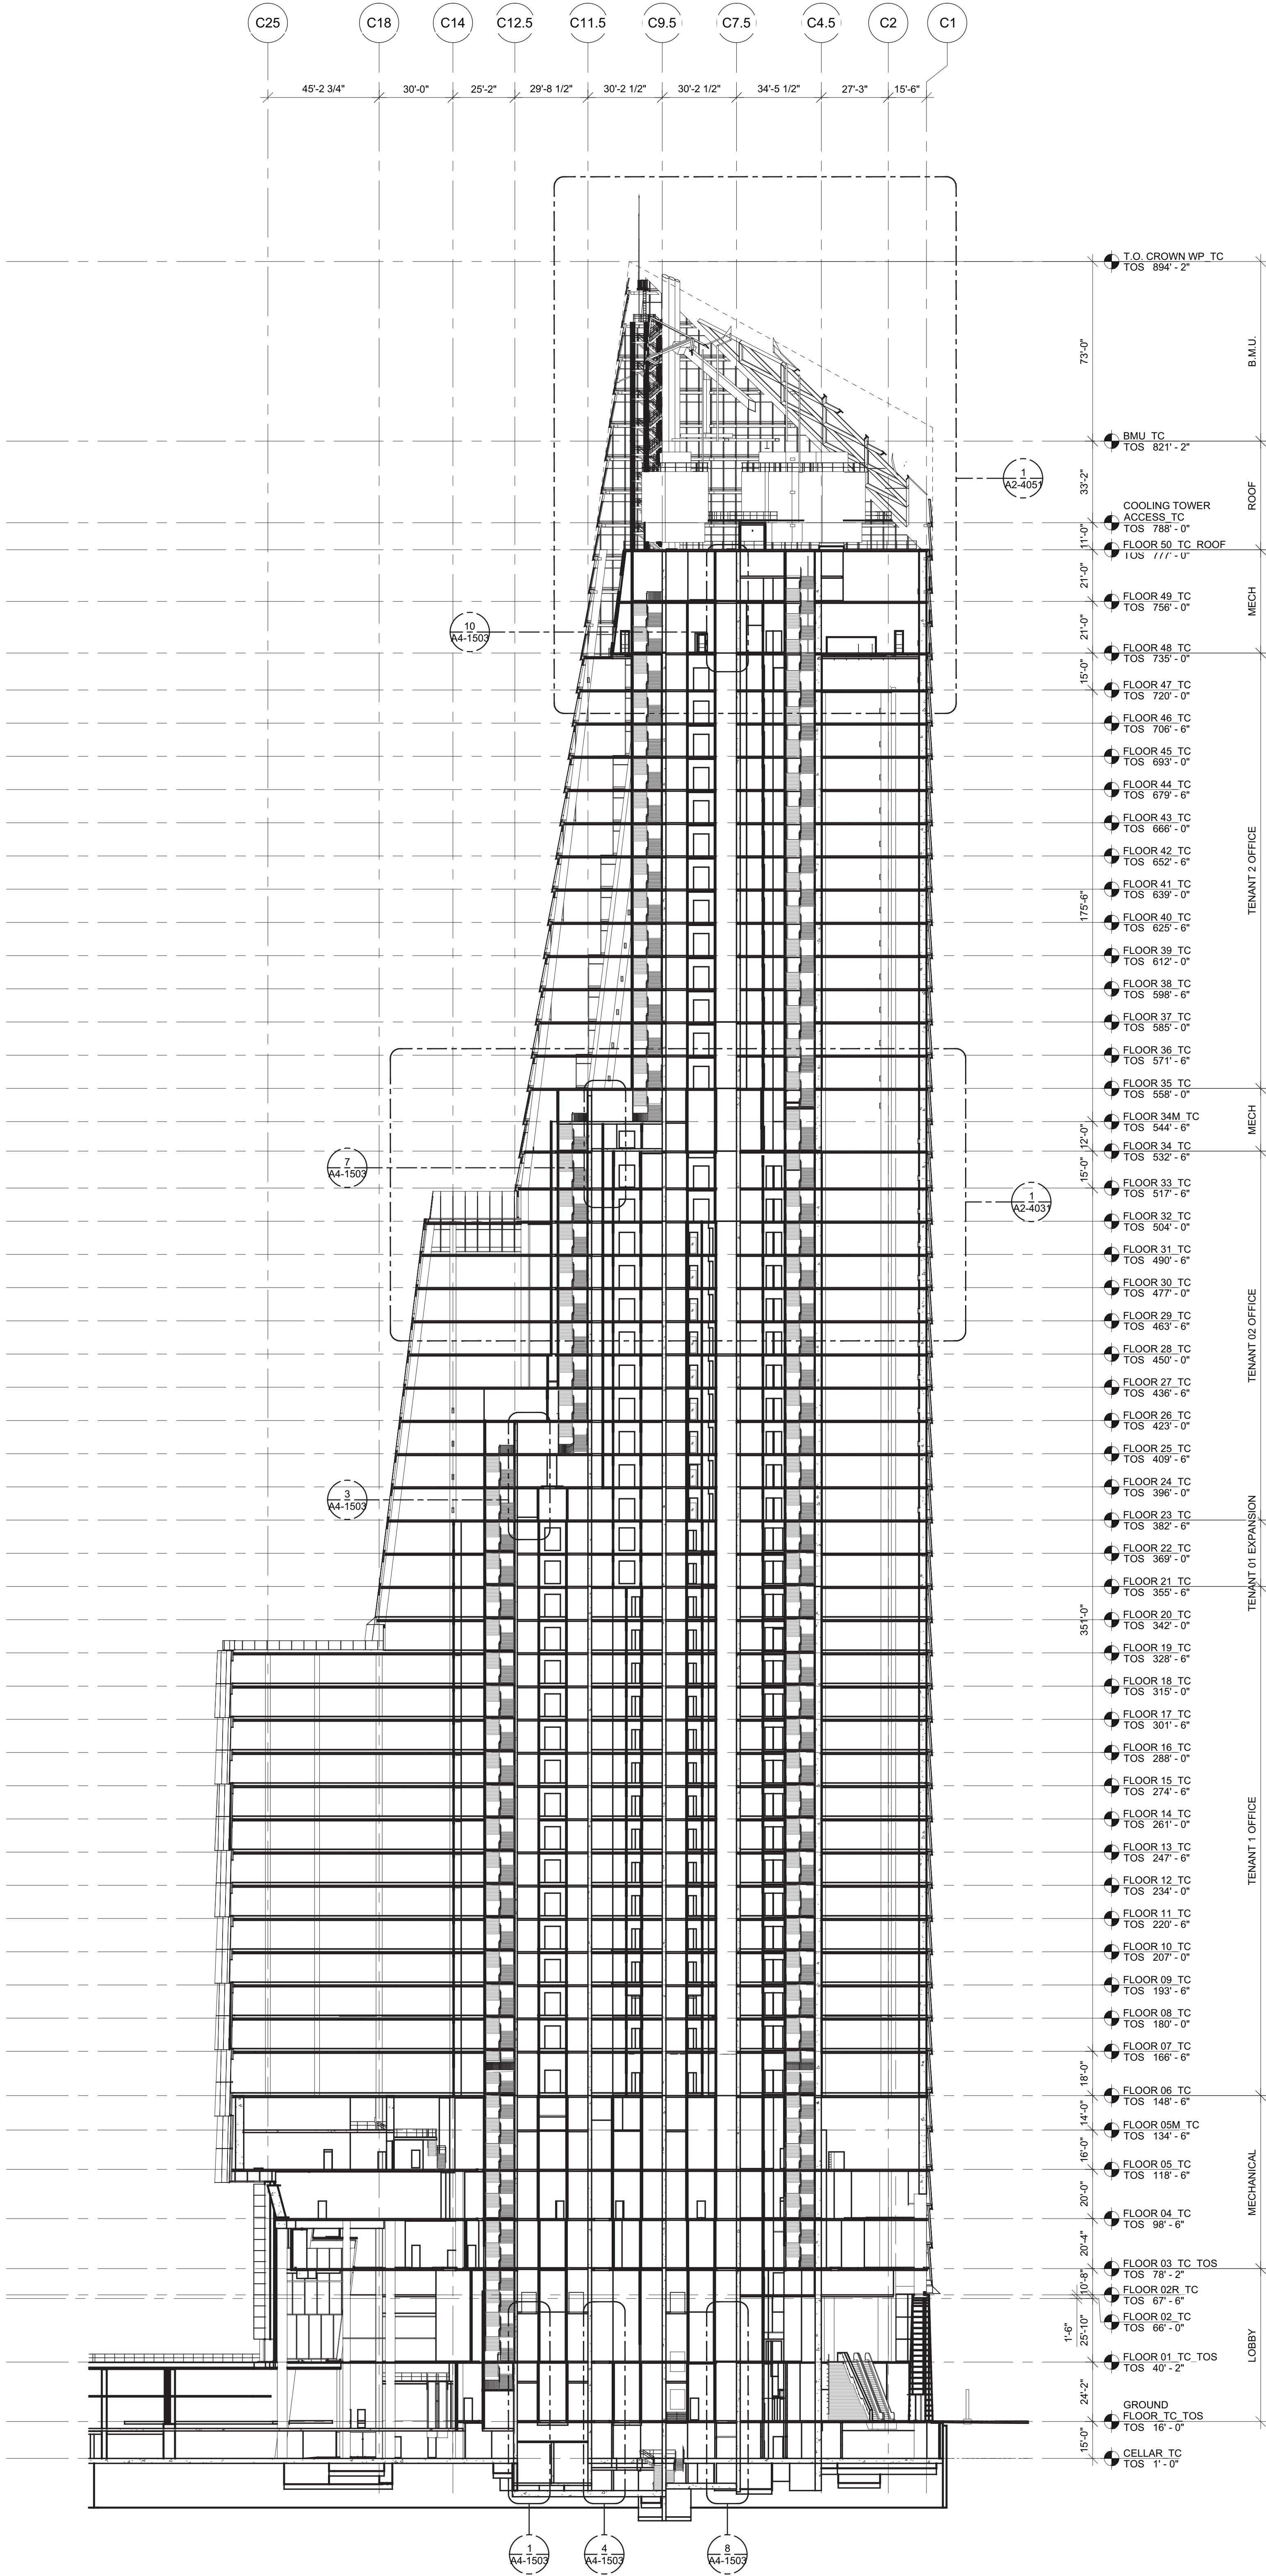 C25 C18 C14 C12.5 C11.5 C9.5 C7.5 C4.5 C2 C1
45'-2 3/4" 30'-0" 25'-2" 29'-8 1/2" 30'-2 1/2" 30'-2 1/2" 34'-5 1/2" 27'-3" 15'-6"
T.O. CROWN WP_TC
TOS 894' - 2"
73'-0"
B.M.U.
BMU_TC
TOS 821' - 2"
33'-2"
ROOF
1
A2-4051
COOLING TOWER
ACCESS_TC
TOS 788' - 0"
11'-0"
FLOOR 50_TC_ROOF
TOS 777' - 0"
21'-0"
MECH
FLOOR 49_TC
TOS 756' - 0"
21'-0"
10
A4-1503
FLOOR 48_TC
TOS 735' - 0"
15'-0"
FLOOR 47_TC
TOS 720' - 0"
FLOOR 46_TC
TOS 706' - 6"
FLOOR 45_TC
TOS 693' - 0"
FLOOR 44_TC
TOS 679' - 6"
FLOOR 43_TC
TOS 666' - 0"
FLOOR 42_TC
TOS 652' - 6"
TENANT 2 OFFICE
FLOOR 41_TC
TOS 639' - 0"
175'-6"
FLOOR 40_TC
TOS 625' - 6"
FLOOR 39_TC
TOS 612' - 0"
FLOOR 38_TC
TOS 598' - 6"
FLOOR 37_TC
TOS 585' - 0"
FLOOR 36_TC
TOS 571' - 6"
FLOOR 35_TC
TOS 558' - 0"
MECH
FLOOR 34M_TC
TOS 544' - 6"
12'-0"
FLOOR 34_TC
TOS 532' - 6"
15'-0"
7
A4-1503
FLOOR 33_TC
TOS 517' - 6"
1
A2-4031
FLOOR 32_TC
TOS 504' - 0"
FLOOR 31_TC
TOS 490' - 6"
FLOOR 30_TC
TOS 477' - 0"
TENANT 02 OFFICE
FLOOR 29_TC
TOS 463' - 6"
FLOOR 28_TC
TOS 450' - 0"
FLOOR 27_TC
TOS 436' - 6"
FLOOR 26_TC
TOS 423' - 0"
FLOOR 25_TC
TOS 409' - 6"
3
A4-1503
FLOOR 24_TC
TOS 396' - 0"
FLOOR 23_TC
TOS 382' - 6"
TENANT 01 EXPANSION
FLOOR 22_TC
TOS 369' - 0"
FLOOR 21_TC
TOS 355' - 6"
351'-0"
FLOOR 20_TC
TOS 342' - 0"
FLOOR 19_TC
TOS 328' - 6"
FLOOR 18_TC
TOS 315' - 0"
FLOOR 17_TC
TOS 301' - 6"
FLOOR 16_TC
TOS 288' - 0"
FLOOR 15_TC
TOS 274' - 6"
TENANT 1 OFFICE
FLOOR 14_TC
TOS 261' - 0"
FLOOR 13_TC
TOS 247' - 6"
FLOOR 12_TC
TOS 234' - 0"
FLOOR 11_TC
TOS 220' - 6"
FLOOR 10_TC
TOS 207' - 0"
FLOOR 09_TC
TOS 193' - 6"
FLOOR 08_TC
TOS 180' - 0"
FLOOR 07_TC
TOS 166' - 6"
18'-0"
FLOOR 06_TC
TOS 148' - 6"
14'-0"
FLOOR 05M_TC
TOS 134' - 6"
16'-0"
FLOOR 05_TC
TOS 118' - 6"
MECHANICAL
20'-0"
FLOOR 04_TC
TOS 98' - 6"
20'-4"
FLOOR 03_TC_TOS
TOS 78' - 2"
10'-8"
FLOOR 02R_TC
TOS 67' - 6"
FLOOR 02_TC
TOS 66' - 0"
1'-6"
25'-10"
LOBBY
FLOOR 01_TC_TOS
TOS 40' - 2"
24'-2"
GROUND
FLOOR_TC_TOS
TOS 16' - 0"
15'-0"
CELLAR_TC
TOS 1' - 0"
1
A4-1503
4
A4-1503
8
A4-1503